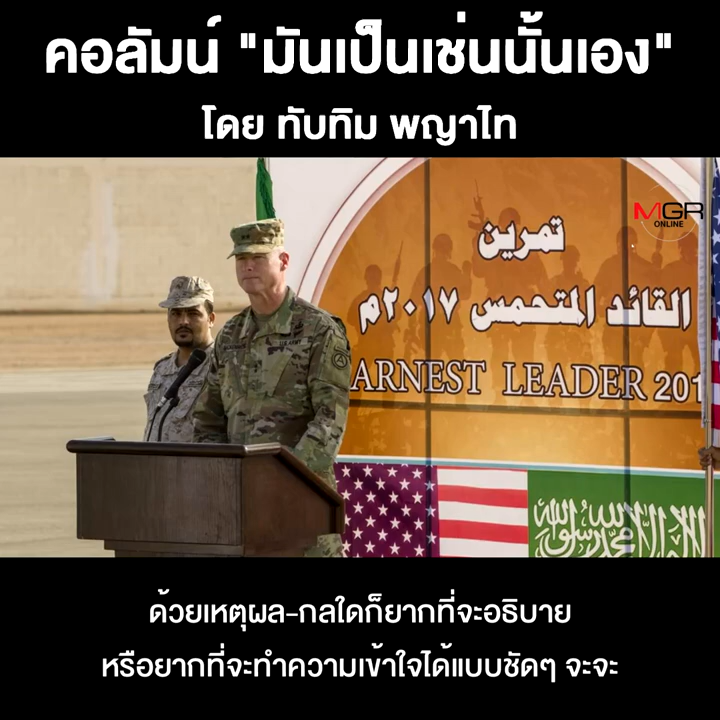 คอลัมน์ "มันเป็นเช่นนั้นเอง"
โดย ทับทิม พญาไท
MGR
ONLINE
تمرين
القائد المتحمس ٢٠١٧م
ARNEST LEADER 201
U.S. ARMY
ด้วยเหตุผล-กลใดก็ยากที่จะอธิบาย
หรือยากที่จะทำความเข้าใจได้แบบชัดๆ จะจะ